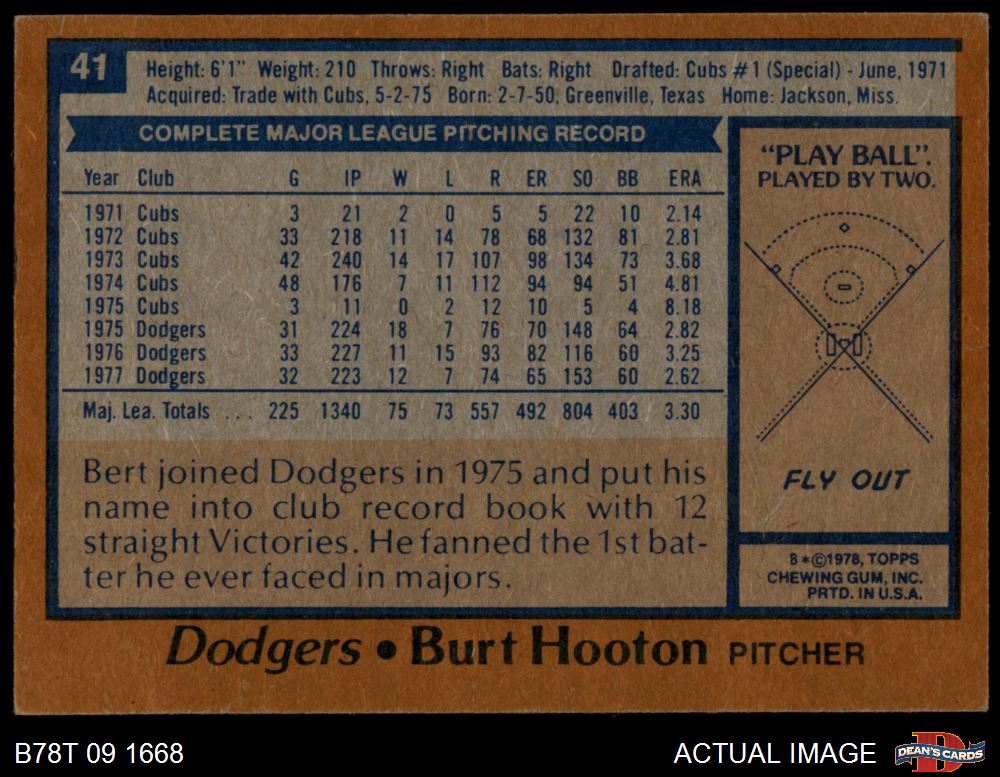 41
Height: 6'1" Weight: 210 Throws: Right Bats: Right Drafted: Cubs #1 (Special) - June, 1971
Acquired: Trade with Cubs, 5-2-75 Born: 2-7-50, Greenville, Texas Home: Jackson, Miss.
COMPLETE MAJOR LEAGUE PITCHING RECORD
Year Club G IP W L R ER SO BB ERA
1971 Cubs 3 21 2 0 5 5 22 10 2.14
1972 Cubs 33 218 11 14 78 68 132 81 2.81
1973 Cubs 42 240 14 17 107 98 134 73 3.68
1974 Cubs 48 176 7 11 112 94 94 51 4.81
1975 Cubs 3 11 0 2 12 10 5 4 8.18
1975 Dodgers 31 224 18 7 76 70 148 64 2.82
1976 Dodgers 33 227 11 15 93 82 116 60 3.25
1977 Dodgers 32 223 12 7 74 65 153 60 2.62
Maj. Lea. Totals ... 225 1340 75 73 557 492 804 403 3.30
Bert joined Dodgers in 1975 and put his
name into club record book with 12
straight Victories. He fanned the 1st bat-
ter he ever faced in majors.
"PLAY BALL".
PLAYED BY TWO.
FLY OUT
B*©1978, TOPPS
CHEWING GUM, INC.
PRTD. IN U.S.A.
Dodgers • Burt Hooton PITCHER
B78T 09 1668
ACTUAL IMAGE
D
DEAN'S CARDS